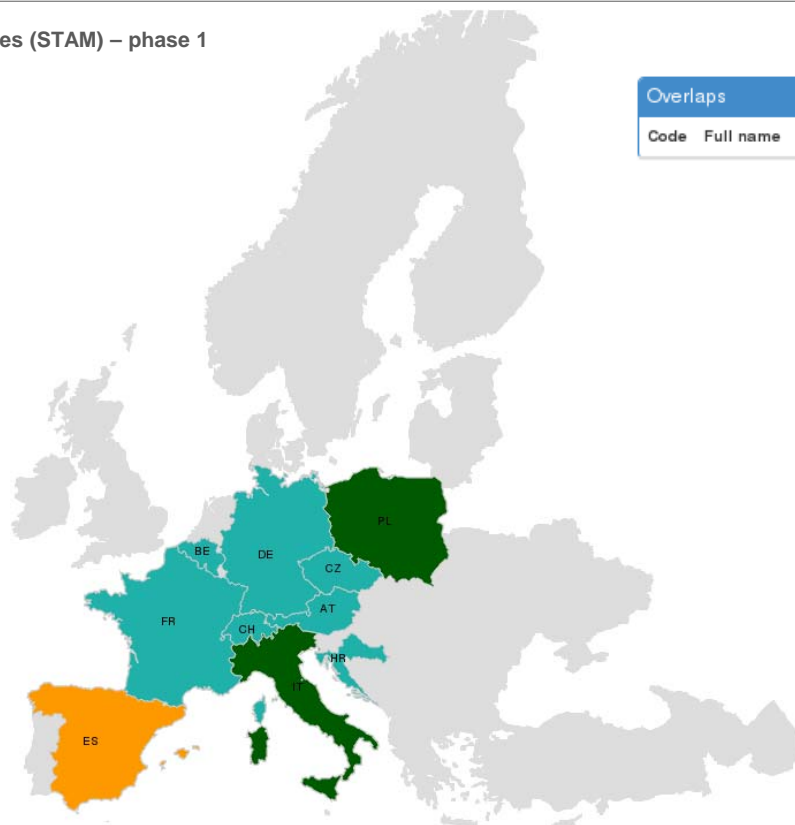 es (STAM) – phase 1
Overlaps
Code Full name
PL
BE
DE
CZ
AT
FR
CH
HR
IT
ES